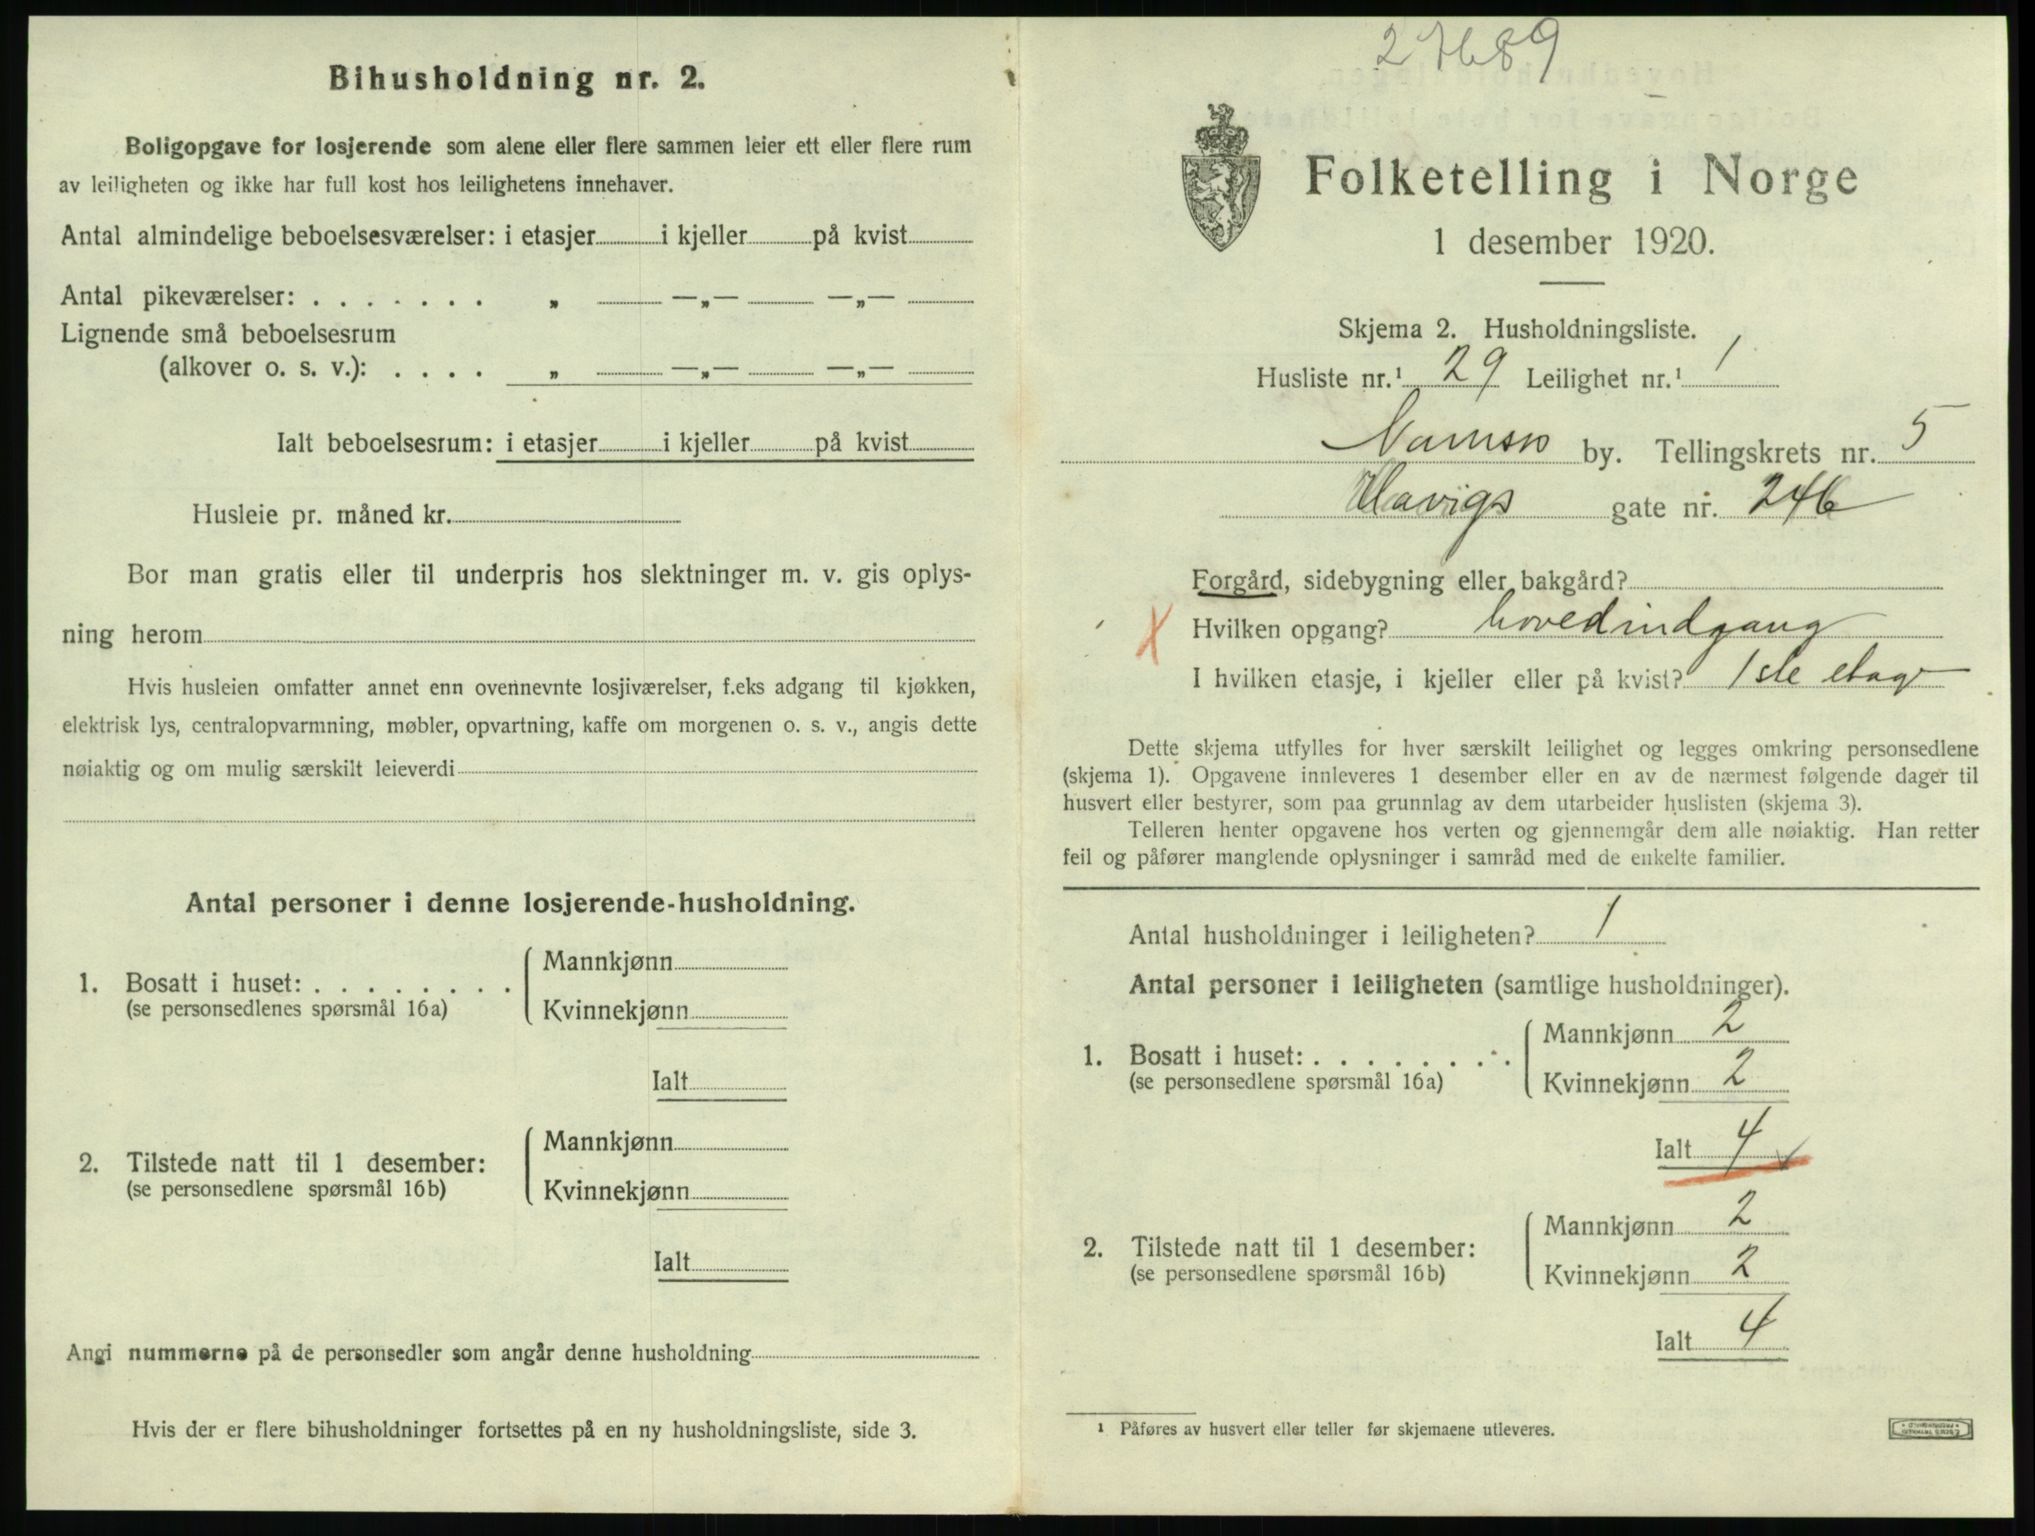 Bihusholdning nr. 2.
Boligopgave for losjerende som alene eller flere sammen leier ett eller flere rum
av leiligheten og ikke har full kost hos leilighetens innehaver.
Antal almindelige beboelsesværelser: i etasjer i kjeller på kvist
Antal pikeværelser: . . . . . . . „ —„— —„—
Lignende små beboelsesrum
(alkover o. s. v.): . . . . „ —„— —„—
Ialt beboelsesrum: i etasjer i kjeller på kvist
Husleie pr. måned kr.
Bor man gratis eller til underpris hos slektninger m. v. gis oplys-
ning herom
Hvis husleien omfatter annet enn ovennevnte losjiværelser, f.eks adgang til kjøkken,
elektrisk lys, centralopvarmning, møbler, opvartning, kaffe om morgenen o. s. v., angis dette
nøiaktig og om mulig særskilt leieverdi
Antal personer i denne losjerende-husholdning.
1. Bosatt i huset: . . . . . . . . Mannkjønn
(se personsedlenes spørsmål 16a) Kvinnekjønn
Ialt
2. Tilstede natt til 1 desember: Mannkjønn
(se personsedlene spørsmål 16b) Kvinnekjønn
Ialt
Angi nummerne på de personsedler som angår denne husholdning
Hvis der er flere bihusholdninger fortsettes på en ny husholdningsliste, side 3.
27689
Folketelling i Norge
1 desember 1920.
Skjema 2. Husholdningsliste.
Husliste nr.¹ 29 Leilighet nr.¹ 1
Namsos by. Tellingskrets nr. 5
Havigs gate nr. 246
Forgård, sidebygning eller bakgård?
Hvilken opgang? hovedindgang
I hvilken etasje, i kjeller eller på kvist? 1ste etage
Dette skjema utfylles for hver særskilt leilighet og legges omkring personsedlene
(skjema 1). Opgavene innleveres 1 desember eller en av de nærmest følgende dager til
husvert eller bestyrer, som paa grunnlag av dem utarbeider huslisten (skjema 3).
Telleren henter opgavene hos verten og gjennemgår dem alle nøiaktig. Han retter
feil og påfører manglende oplysninger i samråd med de enkelte familier.
Antal husholdninger i leiligheten? 1
Antal personer i leiligheten (samtlige husholdninger).
1. Bosatt i huset: . . . . . . . . Mannkjønn 2
(se personsedlene spørsmål 16a) Kvinnekjønn 2
Ialt 4
2. Tilstede natt til 1 desember: Mannkjønn 2
(se personsedlene spørsmål 16b) Kvinnekjønn 2
Ialt 4
¹ Påføres av husvert eller teller før skjemaene utleveres.